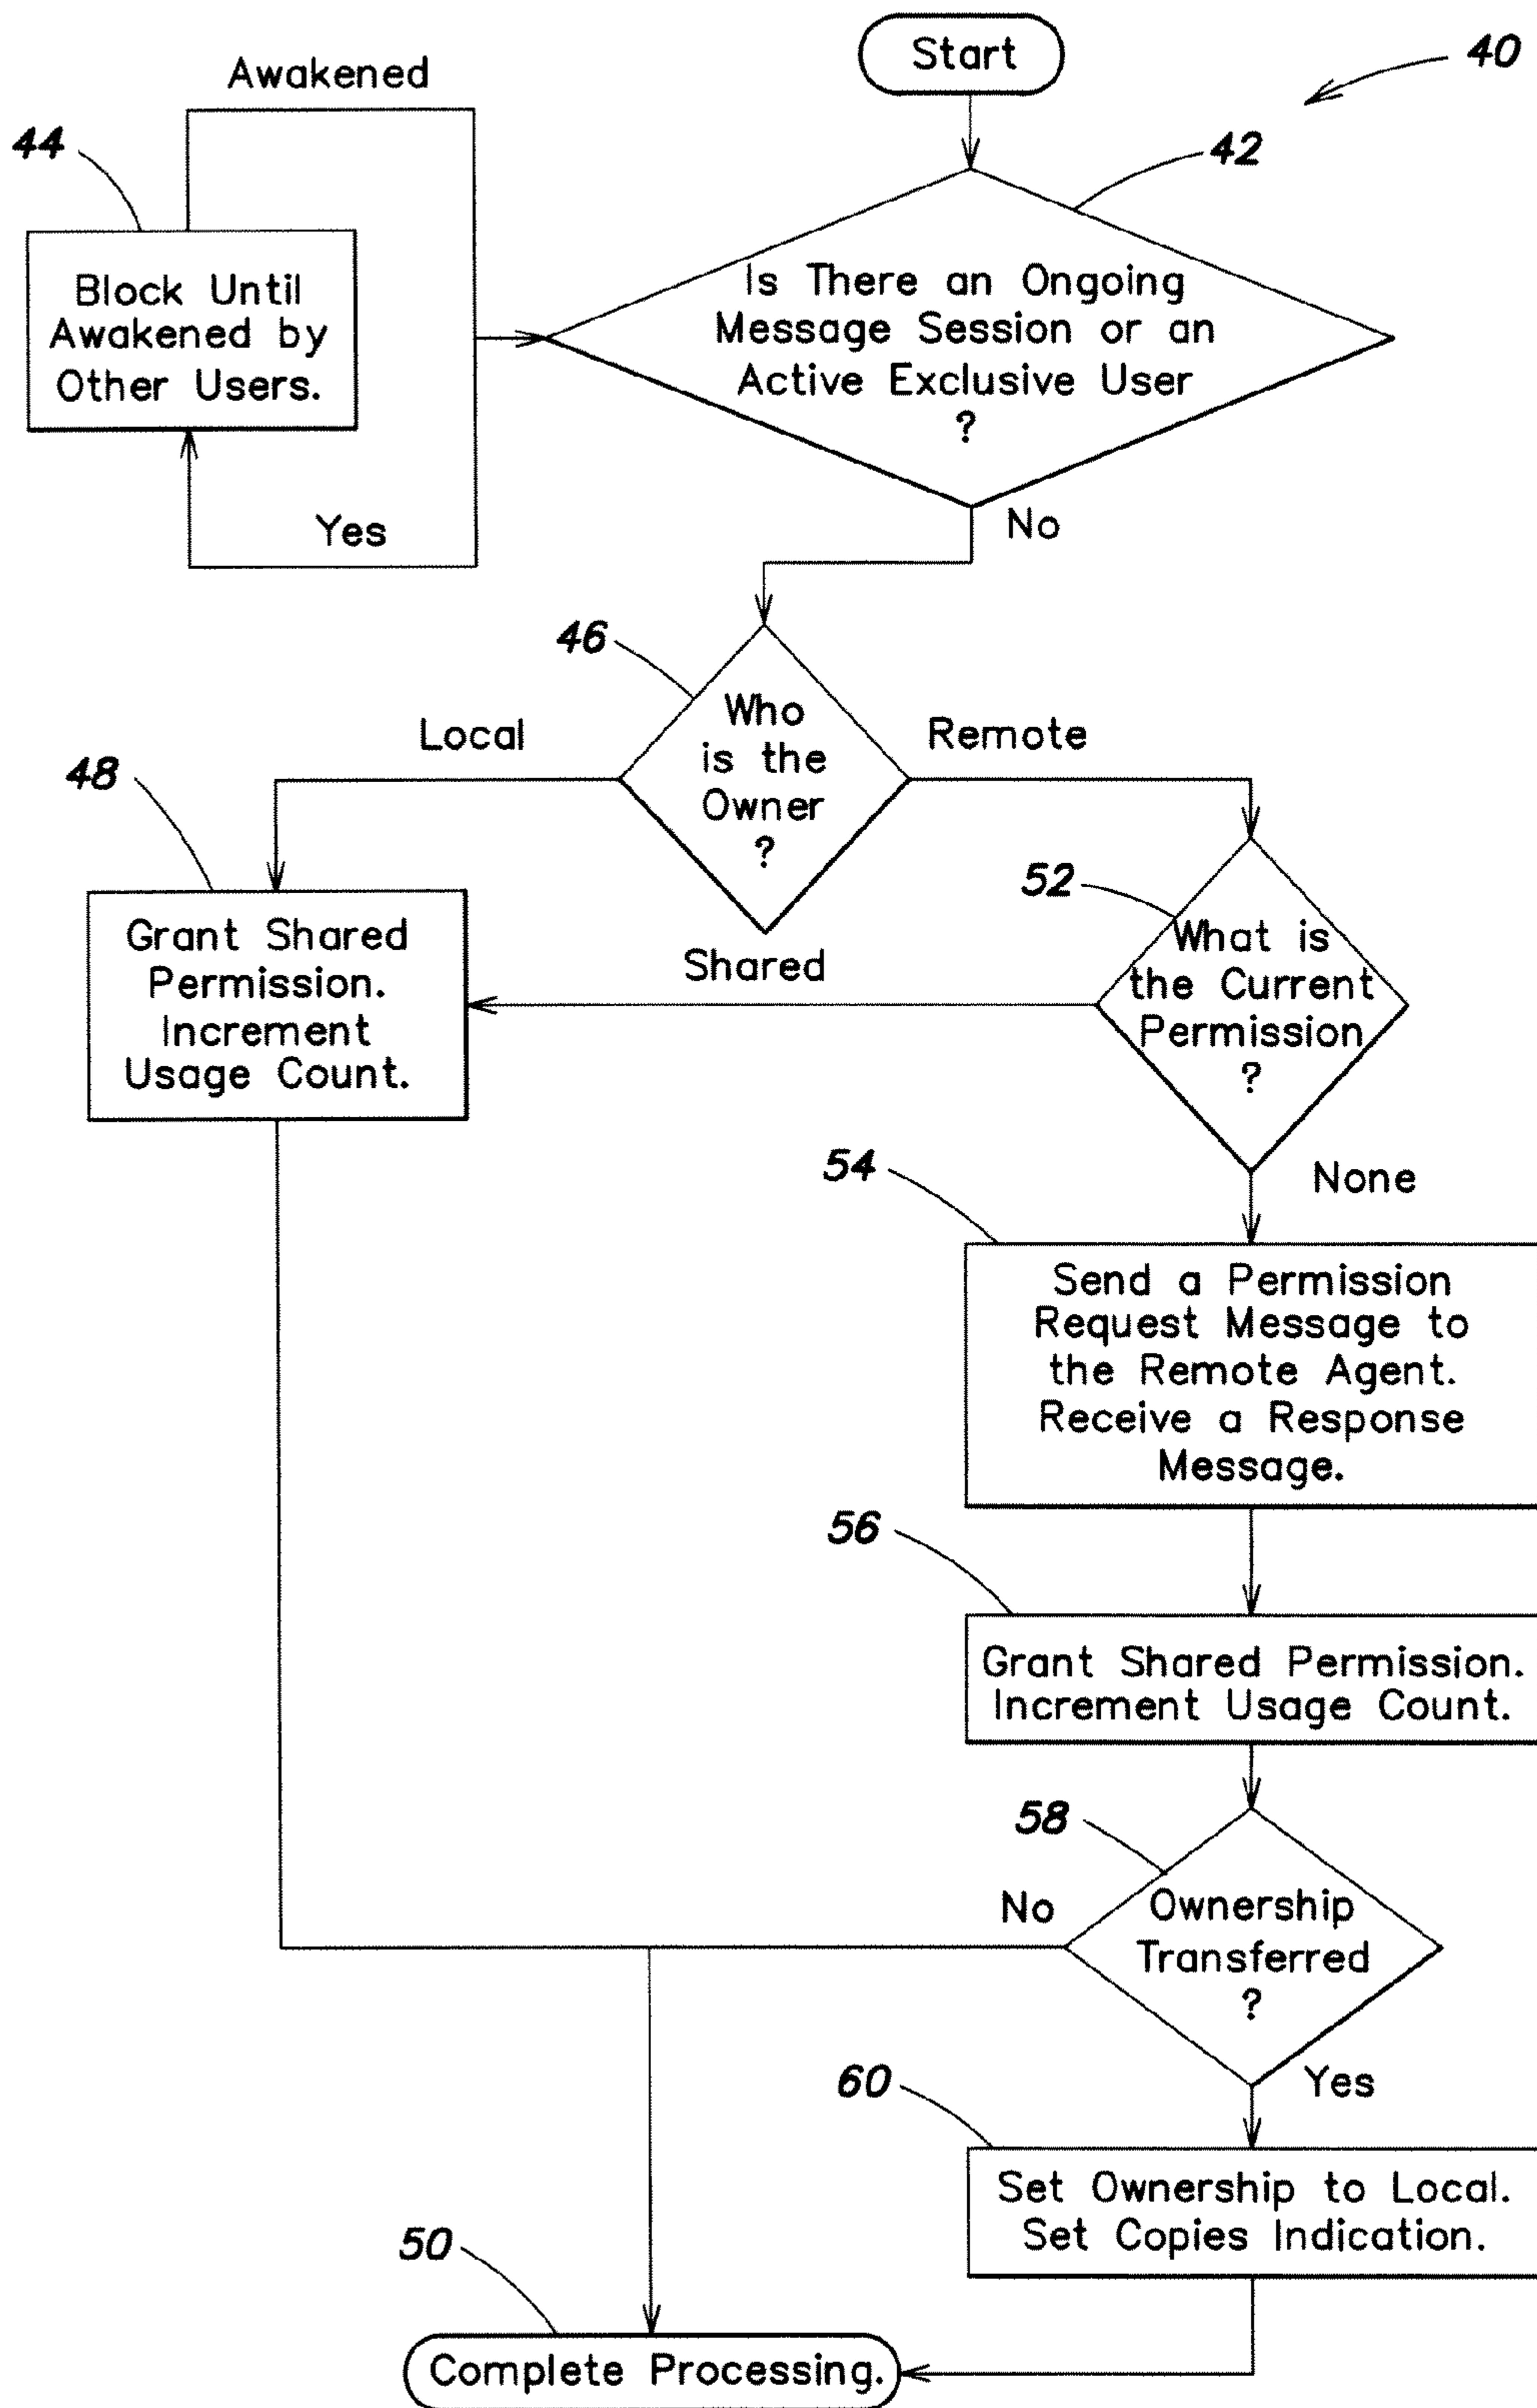 Start
40
Awakened
44
42
Block Until
Awakened by
Other Users.
Is There an Ongoing
Message Session or an
Active Exclusive User
?
Yes
No
46
Who
is the
Owner
?
Local
Remote
48
52
Grant Shared
Permission.
Increment
Usage Count.
Shared
What is
the Current
Permission
?
None
54
Send a Permission
Request Message to
the Remote Agent.
Receive a Response
Message.
56
Grant Shared Permission.
Increment Usage Count.
58
No
Ownership
Transferred
?
Yes
60
Set Ownership to Local.
Set Copies Indication.
50
Complete Processing.